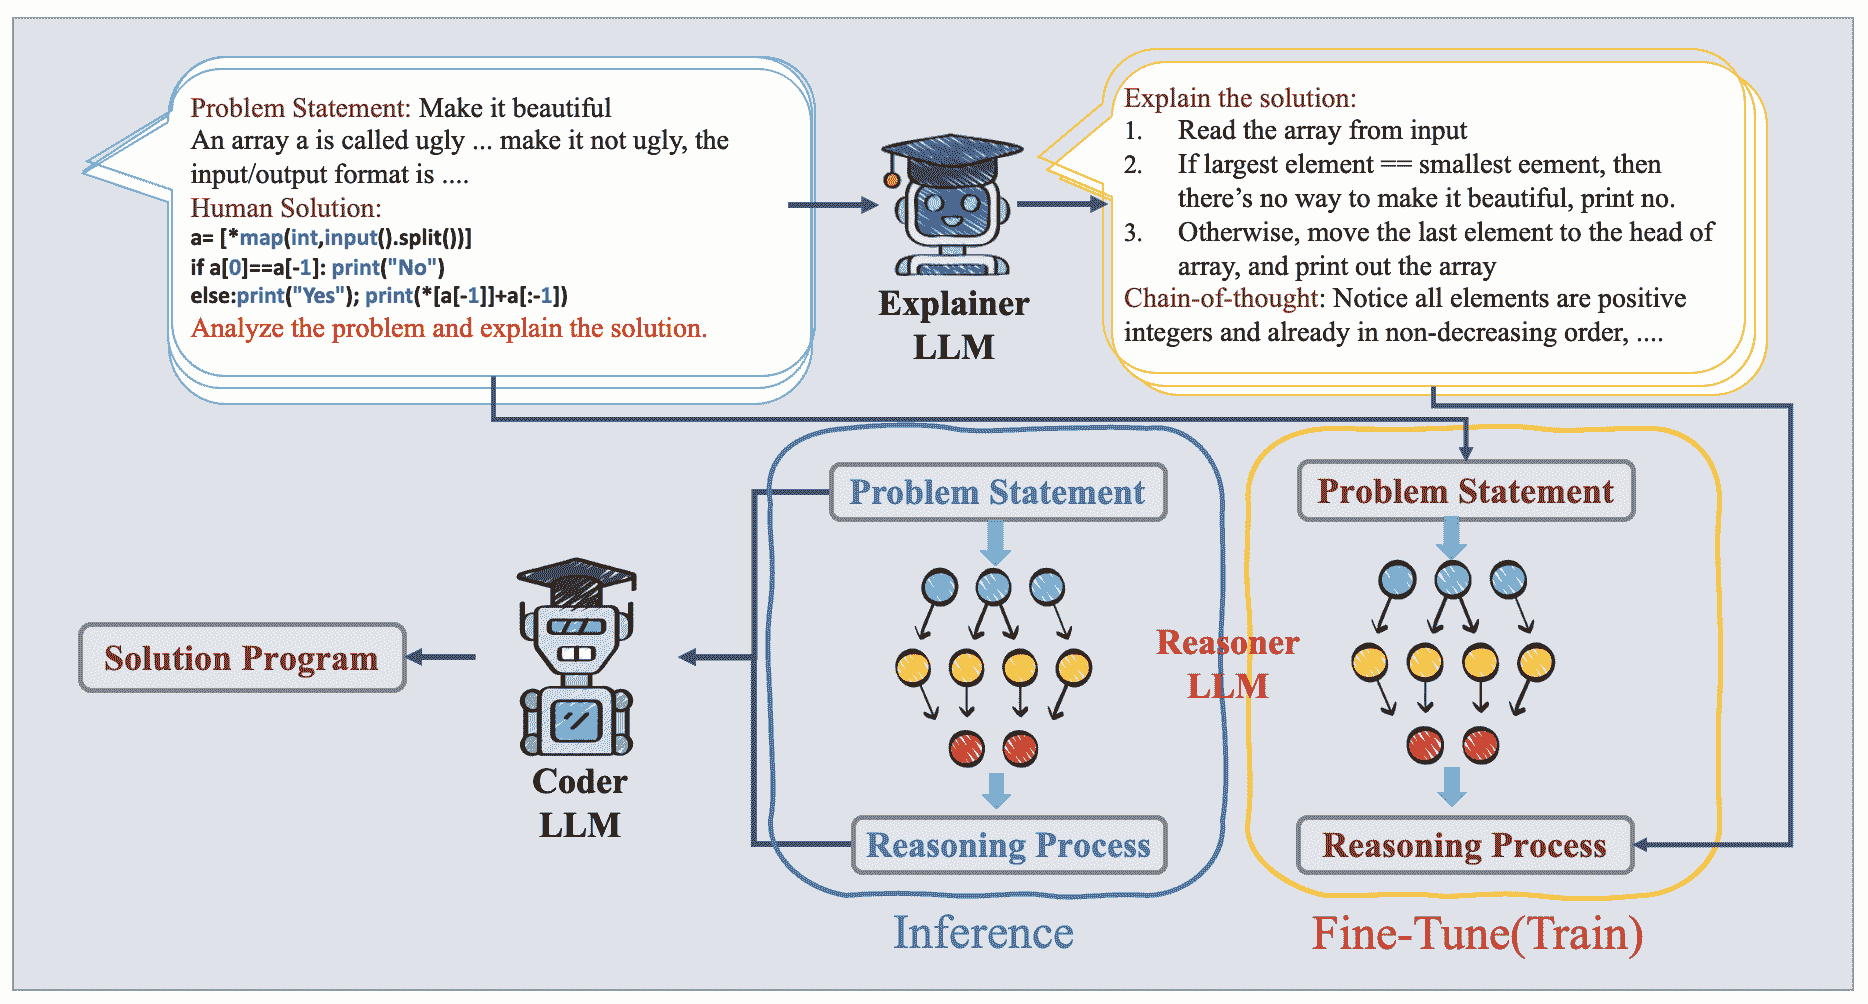 Problem Statement: Make it beautiful
An array a is called ugly ... make it not ugly, the
input/output format is ....
Human Solution:
a= [*map(int,input().split())]
if a[0]==a[-1]: print("No")
else:print("Yes"); print(*[a[-1]]+a[:-1])
Analyze the problem and explain the solution.
Explainer
LLM
Explain the solution:
1. Read the array from input
2. If largest element == smallest eement, then
there's no way to make it beautiful, print no.
3. Otherwise, move the last element to the head of
array, and print out the array
Chain-of-thought: Notice all elements are positive
integers and already in non-decreasing order, ....
Problem Statement
Problem Statement
Solution Program
Coder
LLM
Reasoner
LLM
Reasoning Process
Reasoning Process
Inference
Fine-Tune(Train)